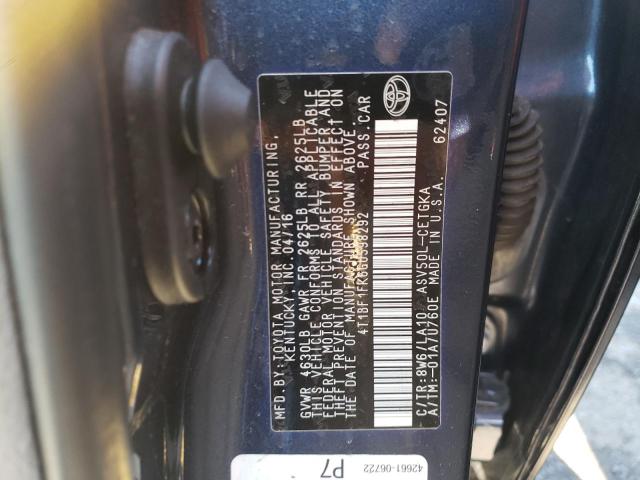 MFD.BY:TOYOTA MOTOR MANUFACTURING,
KENTUCKY, INC. 04/16
GVWR 4630LB GAWR FR 2625LB RR 2625LB
THIS VEHICLE CONFORMS TO ALL APPLICABLE
FEDERAL MOTOR VEHICLE SAFETY, BUMPER, AND
THEFT PREVENTION STANDARDS IN EFFECT ON
THE DATE OF MANUFACTURE SHOWN ABOVE.
PASS.CAR
C/TR:8W6/LA10 ASV50L-CETGKA
A/TM:-01A/U760E MADE IN U.S.A.
62407
42661-06722
P7